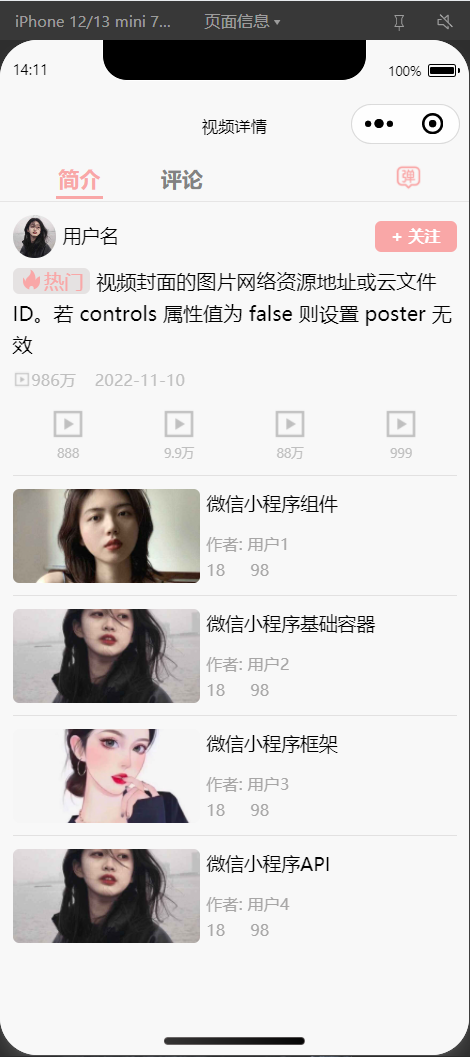 iPhone 12/13 mini 7... 页面信息
14:11 100%
视频详情
简介 评论 弹
用户名 + 关注
热门 视频封面的图片网络资源地址或云文件
ID。若 controls 属性值为 false 则设置 poster 无
效
986万 2022-11-10
888 9.9万 88万 999
微信小程序组件
作者: 用户1
18 98
微信小程序基础容器
作者: 用户2
18 98
微信小程序框架
作者: 用户3
18 98
微信小程序API
作者: 用户4
18 98